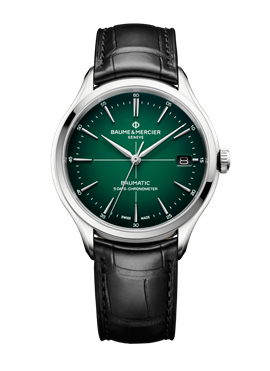 BAUME & MERCIER
GENEVE
BAUMATIC
5 DAYS-CHRONOMETER
SWISS MADE